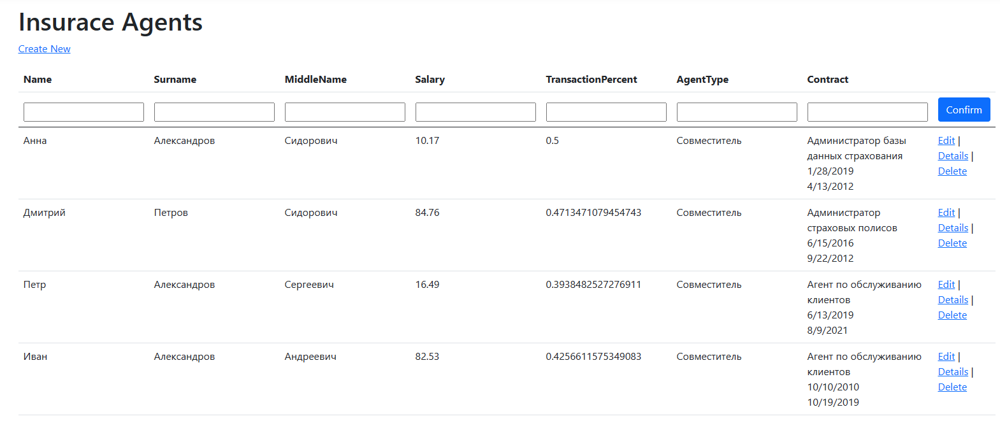 Insurace Agents
Create New
Name Surname MiddleName Salary TransactionPercent AgentType Contract
Confirm
Анна Александров Сидорович 10.17 0.5 Совместитель Администратор базы Edit |
данных страхования Details |
1/28/2019 Delete
4/13/2012
Дмитрий Петров Сидорович 84.76 0.4713471079454743 Совместитель Администратор Edit |
страховых полисов Details |
6/15/2016 Delete
9/22/2012
Петр Александров Сергеевич 16.49 0.3938482527276911 Совместитель Агент по обслуживанию Edit |
клиентов Details |
6/13/2019 Delete
8/9/2021
Иван Александров Андреевич 82.53 0.4256611575349083 Совместитель Агент по обслуживанию Edit |
клиентов Details |
10/10/2010 Delete
10/19/2019